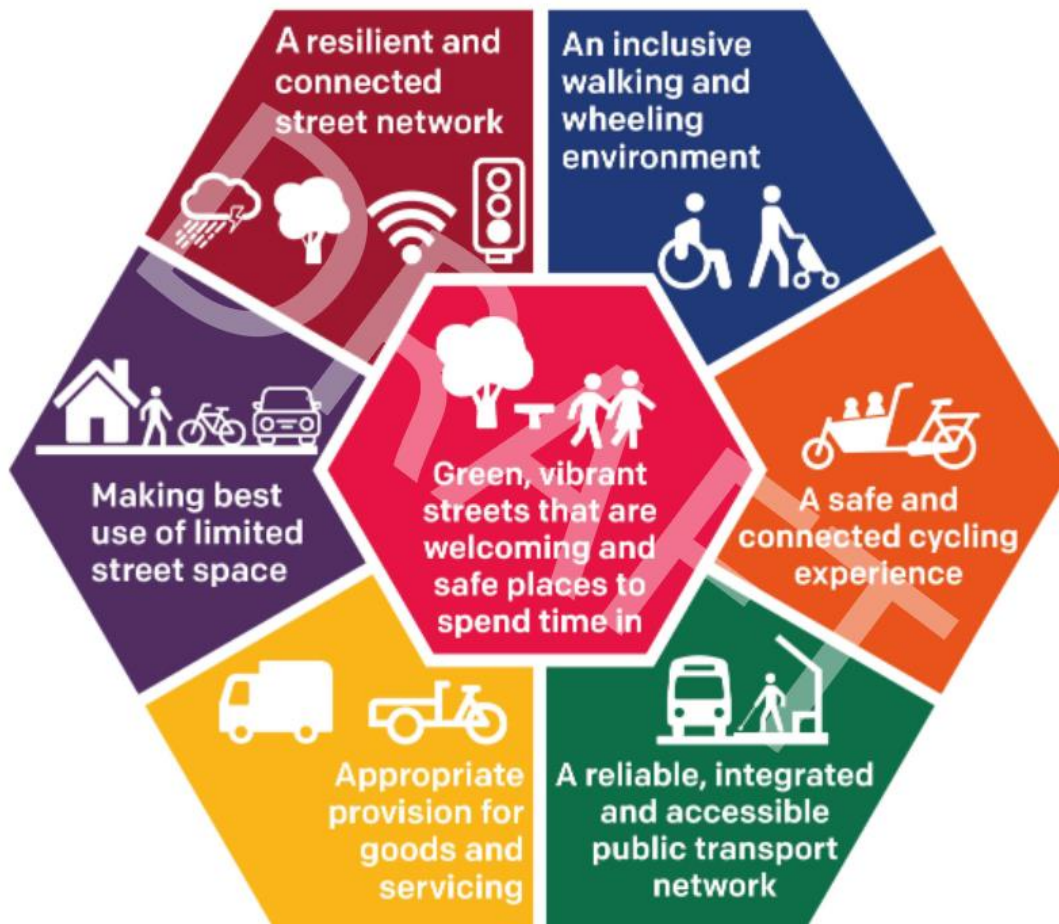 A resilient and
connected
street network
An inclusive
walking and
wheeling
environment
Making best
use of limited
street space
Green, vibrant
streets that are
welcoming and
safe places to
spend time in
A safe and
connected cycling
experience
Appropriate
provision for
goods and
servicing
A reliable, integrated
and accessible
public transport
network
DRAFT